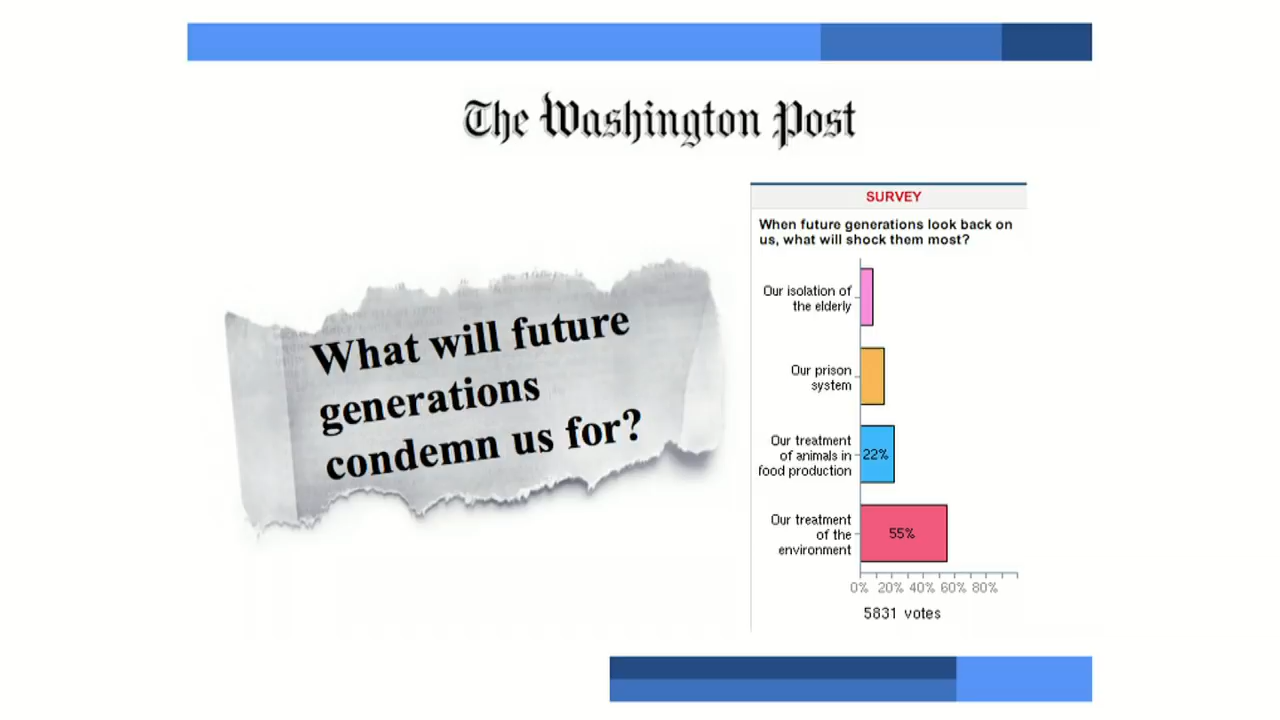 The Washington Post
What will future
generations
condemn us for?
SURVEY
When future generations look back on
us, what will shock them most?
Our isolation of
the elderly
Our prison
system
Our treatment
of animals in
food production
22%
Our treatment
of the
environment
55%
0% 20% 40% 60% 80%
5831 votes